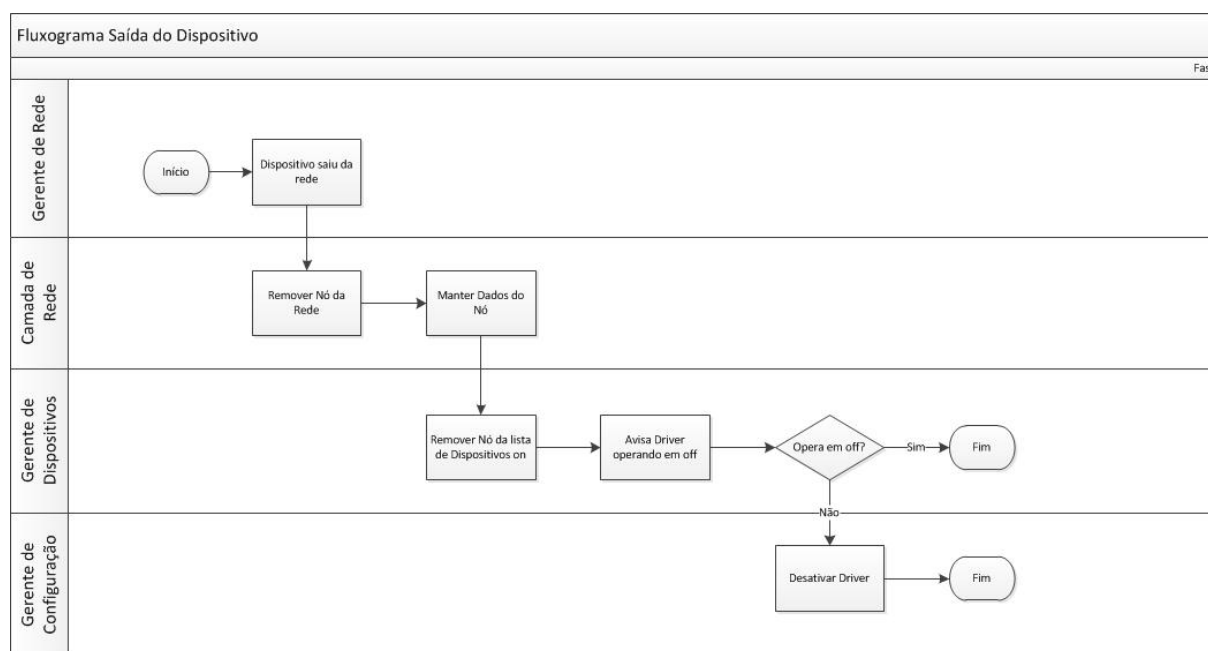 Fluxograma Saída do Dispositivo
Fas
Gerente de Rede
Início
Dispositivo saiu da
rede
Camada de
Rede
Remover Nó da
Rede
Manter Dados do
Nó
Gerente de
Dispositivos
Remover Nó da lista
de Dispositivos on
Avisa Driver
operando em off
Opera em off?
Sim
Fim
Não
Gerente de
Configuração
Desativar Driver
Fim